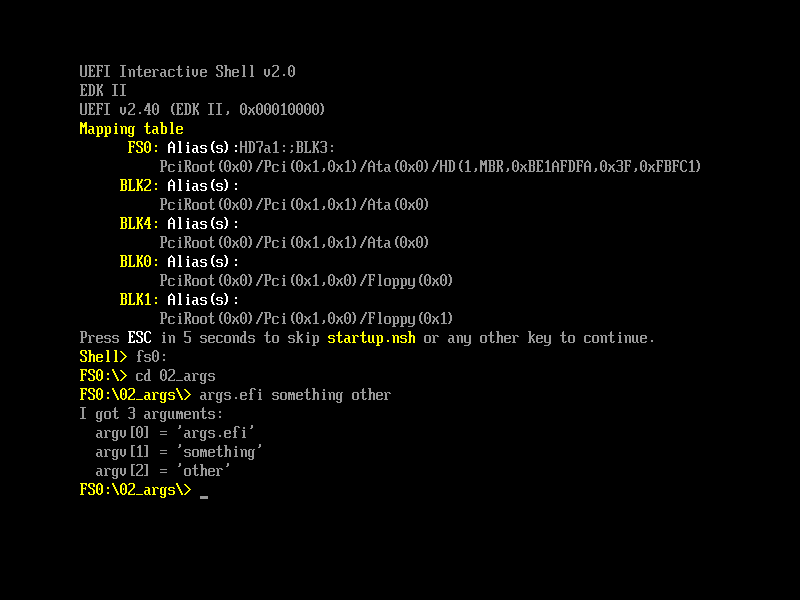 UEFI Interactive Shell v2.0
EDK II
UEFI v2.40 (EDK II, 0x00010000)
Mapping table
FS0: Alias(s):HD7a1:;BLK3:
PciRoot(0x0)/Pci(0x1,0x1)/Ata(0x0)/HD(1,MBR,0xBE1AFDFA,0x3F,0xFBFC1)
BLK2: Alias(s):
PciRoot(0x0)/Pci(0x1,0x1)/Ata(0x0)
BLK4: Alias(s):
PciRoot(0x0)/Pci(0x1,0x1)/Ata(0x0)
BLK0: Alias(s):
PciRoot(0x0)/Pci(0x1,0x0)/Floppy(0x0)
BLK1: Alias(s):
PciRoot(0x0)/Pci(0x1,0x0)/Floppy(0x1)
Press ESC in 5 seconds to skip startup.nsh or any other key to continue.
Shell> fs0:
FS0:\> cd 02_args
FS0:\02_args\> args.efi something other
I got 3 arguments:
argv[0] = 'args.efi'
argv[1] = 'something'
argv[2] = 'other'
FS0:\02_args\> _